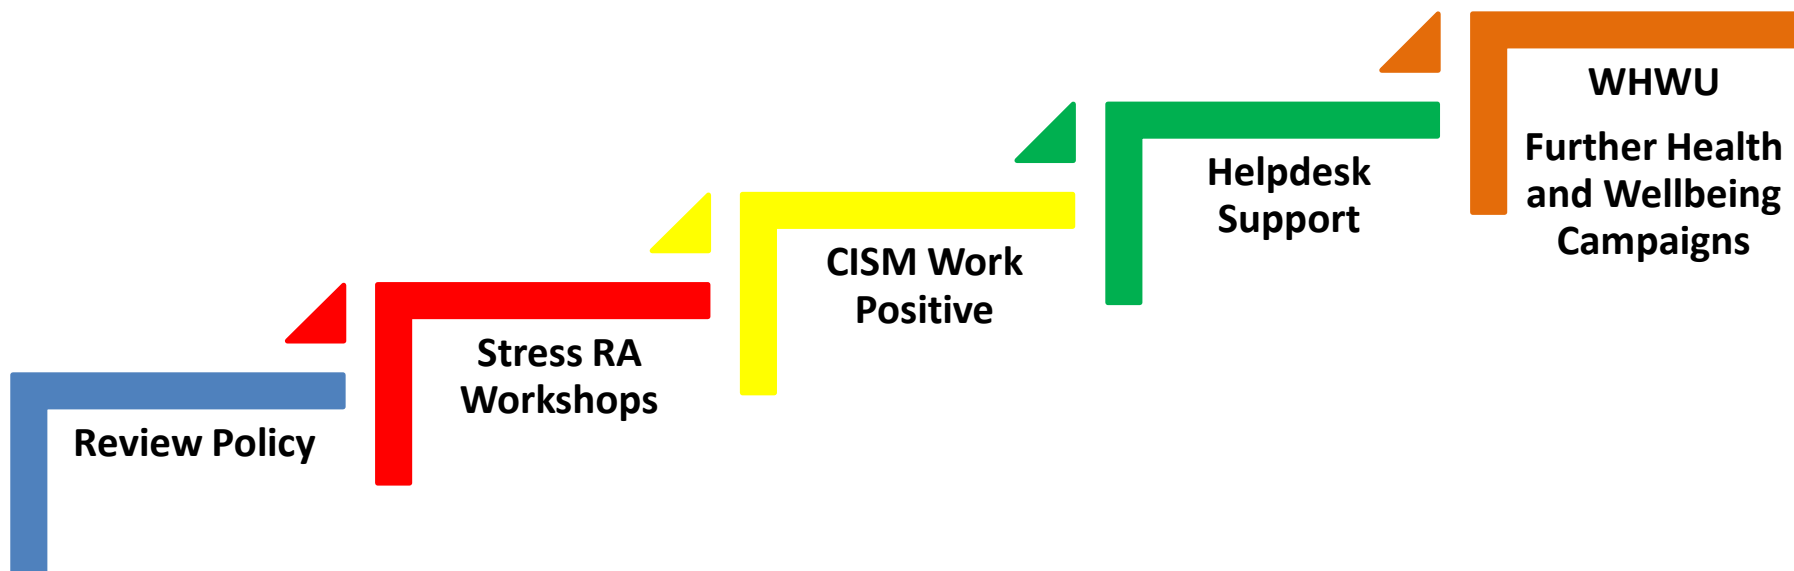 Review Policy
Stress RA
Workshops
CISM Work
Positive
Helpdesk
Support
WHWU
Further Health
and Wellbeing
Campaigns